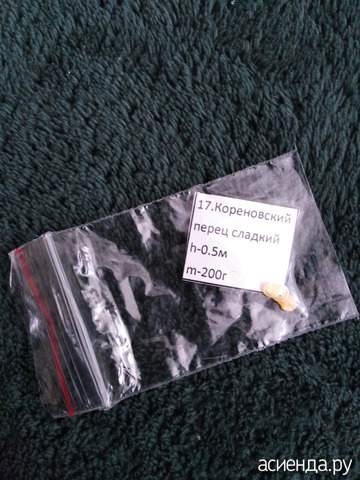 17.Кореновский
перец сладкий
h-0.5м
m-200г
асиенда.ру